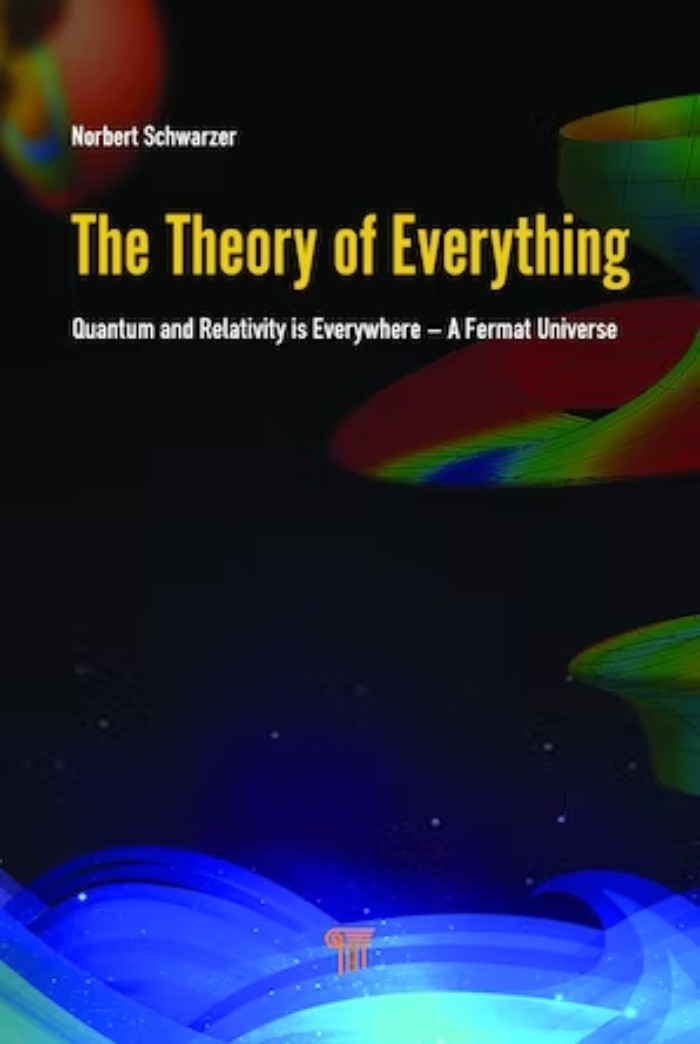 Norbert Schwarzer
The Theory of Everything
Quantum and Relativity is Everywhere – A Fermat Universe